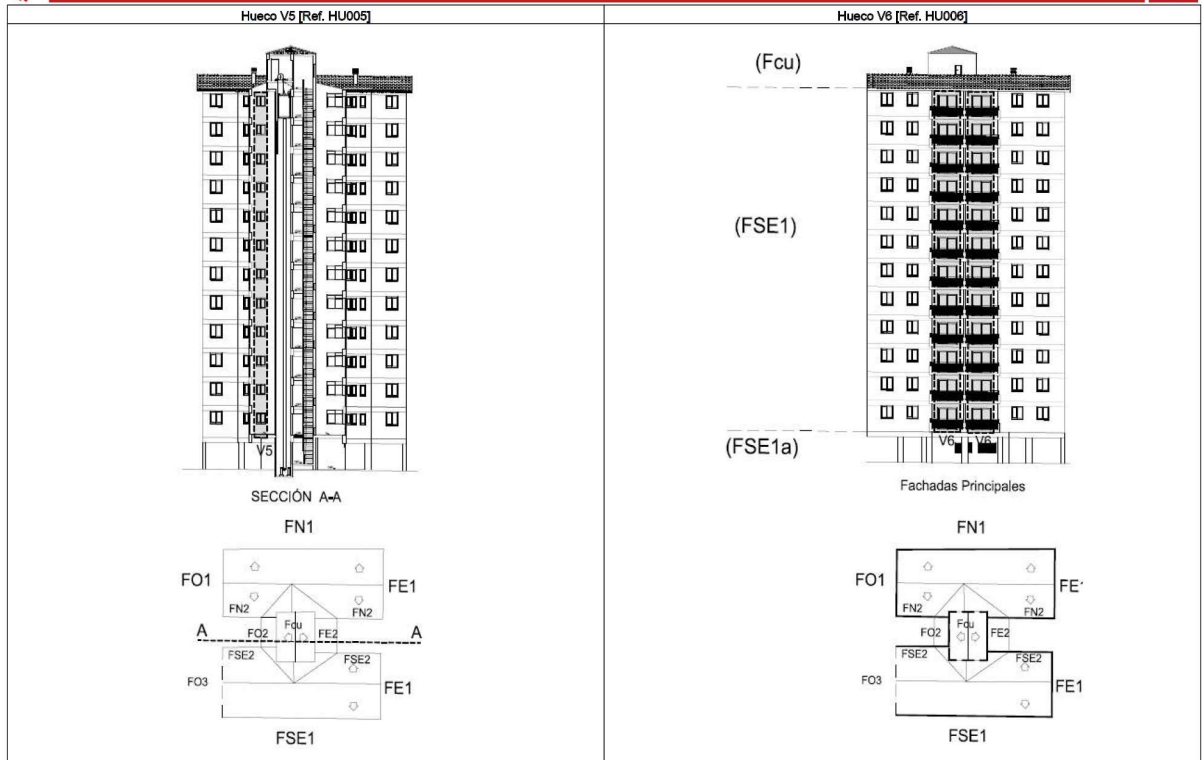 Hueco V5 [Ref. HU005]
V5
SECCIÓN A-A
FN1
FO1
FE1
FN2
FN2
Fcu
A
FO2
FE2
A
FSE2
FSE2
FO3
FE1
FSE1
Hueco V6 [Ref. HU006]
(Fcu)
(FSE1)
(FSE1a)
V6
V6
Fachadas Principales
FN1
FO1
FE1
FN2
FN2
Fcu
FO2
FE2
FSE2
FSE2
FO3
FE1
FSE1